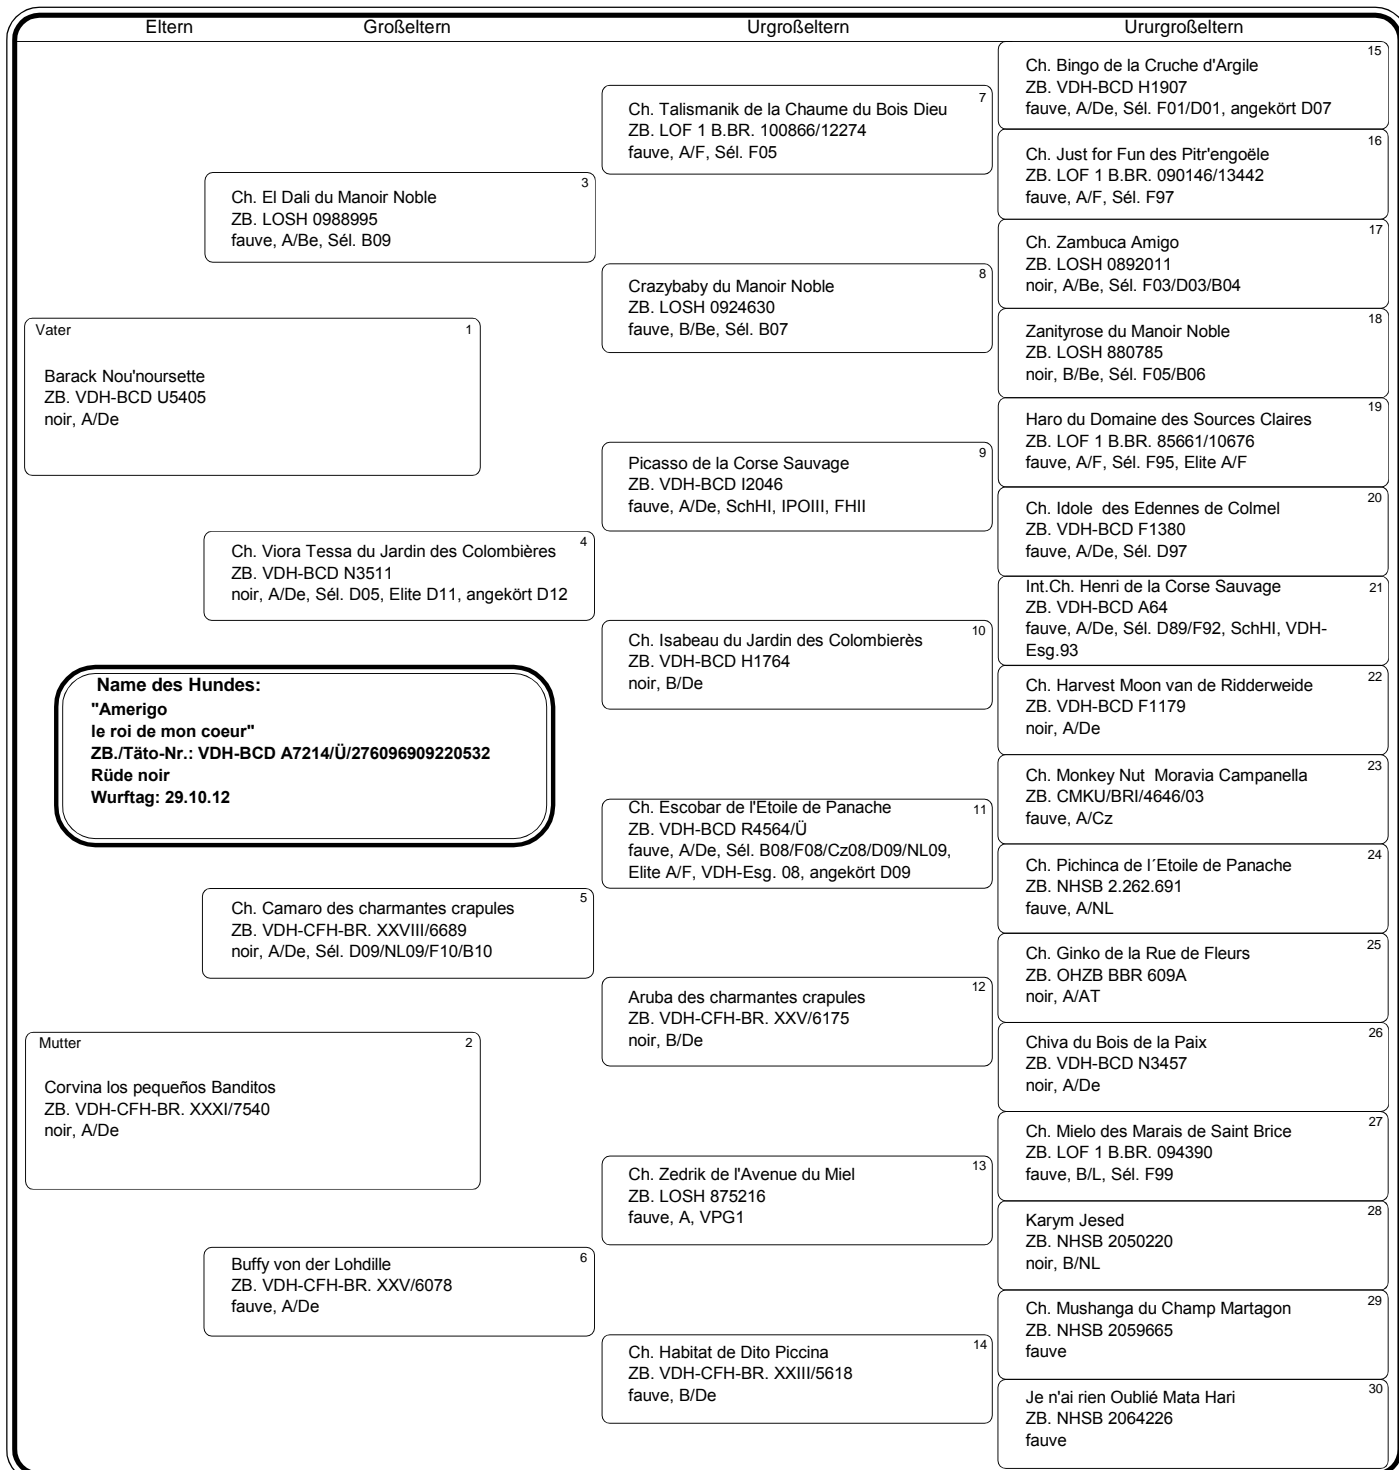 Eltern Großeltern Urgroßeltern Ururgroßeltern
Vater 1
Barack Nou'noursette
ZB. VDH-BCD U5405
noir, A/De
Name des Hundes:
"Amerigo
le roi de mon coeur"
ZB./Täto-Nr.: VDH-BCD A7214/Ü/276096909220532
Rüde noir
Wurftag: 29.10.12
Mutter 2
Corvina los pequeños Banditos
ZB. VDH-CFH-BR. XXXI/7540
noir, A/De
3
Ch. El Dali du Manoir Noble
ZB. LOSH 0988995
fauve, A/Be, Sél. B09
4
Ch. Viora Tessa du Jardin des Colombières
ZB. VDH-BCD N3511
noir, A/De, Sél. D05, Elite D11, angekört D12
5
Ch. Camaro des charmantes crapules
ZB. VDH-CFH-BR. XXVIII/6689
noir, A/De, Sél. D09/NL09/F10/B10
6
Buffy von der Lohdille
ZB. VDH-CFH-BR. XXV/6078
fauve, A/De
7
Ch. Talismanik de la Chaume du Bois Dieu
ZB. LOF 1 B.BR. 100866/12274
fauve, A/F, Sél. F05
8
Crazybaby du Manoir Noble
ZB. LOSH 0924630
fauve, B/Be, Sél. B07
9
Picasso de la Corse Sauvage
ZB. VDH-BCD I2046
fauve, A/De, SchHI, IPOIII, FHII
10
Ch. Isabeau du Jardin des Colombierès
ZB. VDH-BCD H1764
noir, B/De
11
Ch. Escobar de l'Etoile de Panache
ZB. VDH-BCD R4564/Ü
fauve, A/De, Sél. B08/F08/Cz08/D09/NL09,
Elite A/F, VDH-Esg. 08, angekört D09
12
Aruba des charmantes crapules
ZB. VDH-CFH-BR. XXV/6175
noir, B/De
13
Ch. Zedrik de l'Avenue du Miel
ZB. LOSH 875216
fauve, A, VPG1
14
Ch. Habitat de Dito Piccina
ZB. VDH-CFH-BR. XXIII/5618
fauve, B/De
15
Ch. Bingo de la Cruche d'Argile
ZB. VDH-BCD H1907
fauve, A/De, Sél. F01/D01, angekört D07
16
Ch. Just for Fun des Pitr'engoële
ZB. LOF 1 B.BR. 090146/13442
fauve, A/F, Sél. F97
17
Ch. Zambuca Amigo
ZB. LOSH 0892011
noir, A/Be, Sél. F03/D03/B04
18
Zanityrose du Manoir Noble
ZB. LOSH 880785
noir, B/Be, Sél. F05/B06
19
Haro du Domaine des Sources Claires
ZB. LOF 1 B.BR. 85661/10676
fauve, A/F, Sél. F95, Elite A/F
20
Ch. Idole des Edennes de Colmel
ZB. VDH-BCD F1380
fauve, A/De, Sél. D97
21
Int.Ch. Henri de la Corse Sauvage
ZB. VDH-BCD A64
fauve, A/De, Sél. D89/F92, SchHI, VDH-
Esg.93
22
Ch. Harvest Moon van de Ridderweide
ZB. VDH-BCD F1179
noir, A/De
23
Ch. Monkey Nut Moravia Campanella
ZB. CMKU/BRI/4646/03
fauve, A/Cz
24
Ch. Pichinca de l´Etoile de Panache
ZB. NHSB 2.262.691
fauve, A/NL
25
Ch. Ginko de la Rue de Fleurs
ZB. OHZB BBR 609A
noir, A/AT
26
Chiva du Bois de la Paix
ZB. VDH-BCD N3457
noir, A/De
27
Ch. Mielo des Marais de Saint Brice
ZB. LOF 1 B.BR. 094390
fauve, B/L, Sél. F99
28
Karym Jesed
ZB. NHSB 2050220
noir, B/NL
29
Ch. Mushanga du Champ Martagon
ZB. NHSB 2059665
fauve
30
Je n'ai rien Oublié Mata Hari
ZB. NHSB 2064226
fauve